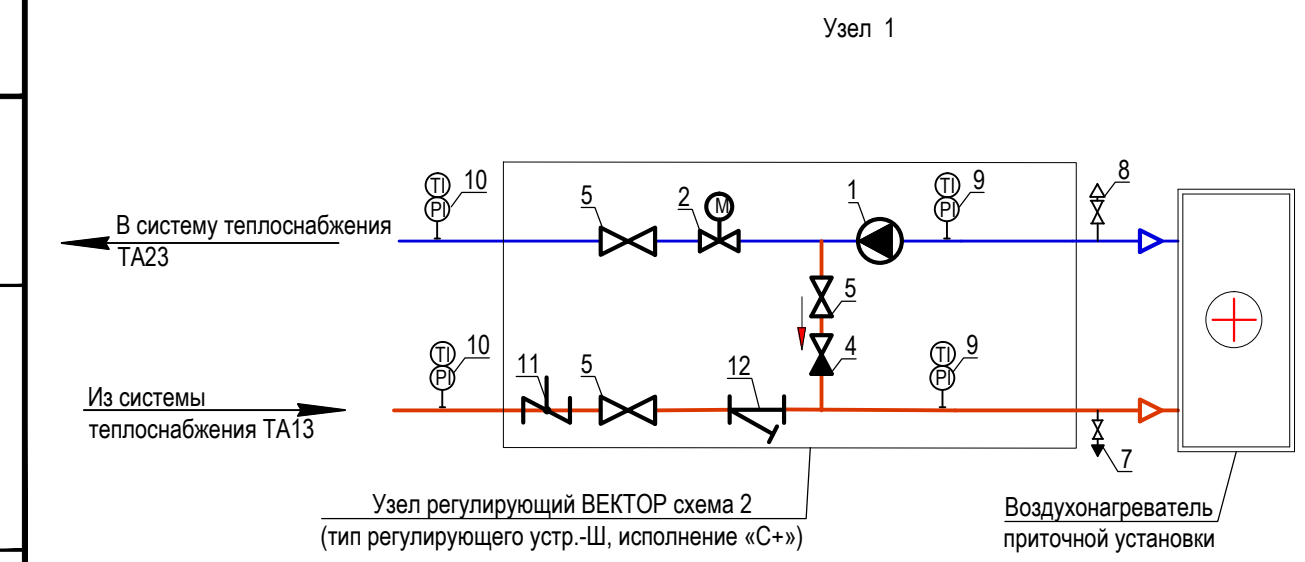 Узел 1
TI
PI
10
5
2
M
1
TI
PI
9
8
В систему теплоснабжения
ТА23
5
4
TI
PI
10
11
5
12
TI
PI
9
Из системы
теплоснабжения ТА13
7
Узел регулирующий ВЕКТОР схема 2
(тип регулирующего устр.-Ш, исполнение «С+»)
Воздухонагреватель
приточной установки